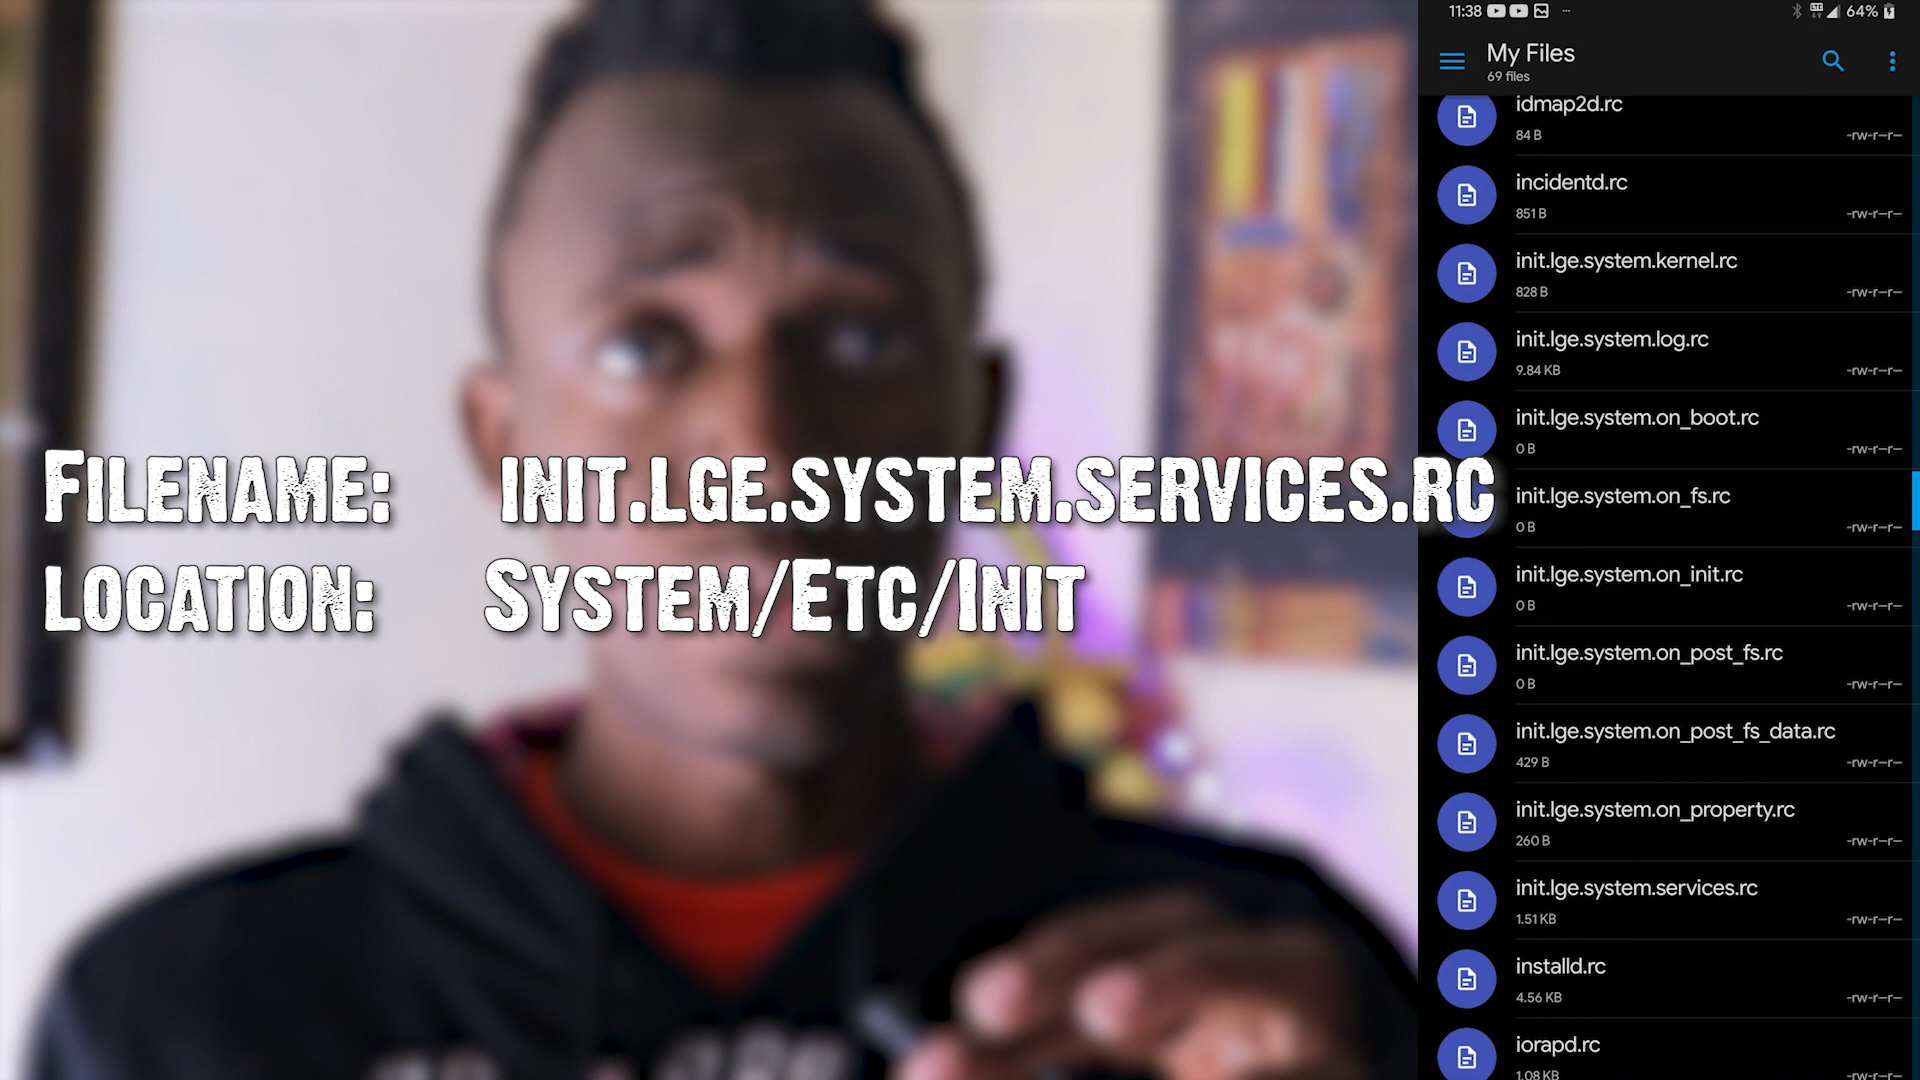 Filename: init.lge.system.services.rc
Location: System/Etc/Init
11:38 ... LTE 64%
My Files
69 files
idmap2d.rc
84 B -rw-r--r--
incidentd.rc
851 B -rw-r--r--
init.lge.system.kernel.rc
828 B -rw-r--r--
init.lge.system.log.rc
9.84 KB -rw-r--r--
init.lge.system.on_boot.rc
0 B -rw-r--r--
init.lge.system.on_fs.rc
0 B -rw-r--r--
init.lge.system.on_init.rc
0 B -rw-r--r--
init.lge.system.on_post_fs.rc
0 B -rw-r--r--
init.lge.system.on_post_fs_data.rc
429 B -rw-r--r--
init.lge.system.on_property.rc
260 B -rw-r--r--
init.lge.system.services.rc
1.51 KB -rw-r--r--
installd.rc
4.56 KB -rw-r--r--
iorapd.rc
1.08 KB -rw-r--r--